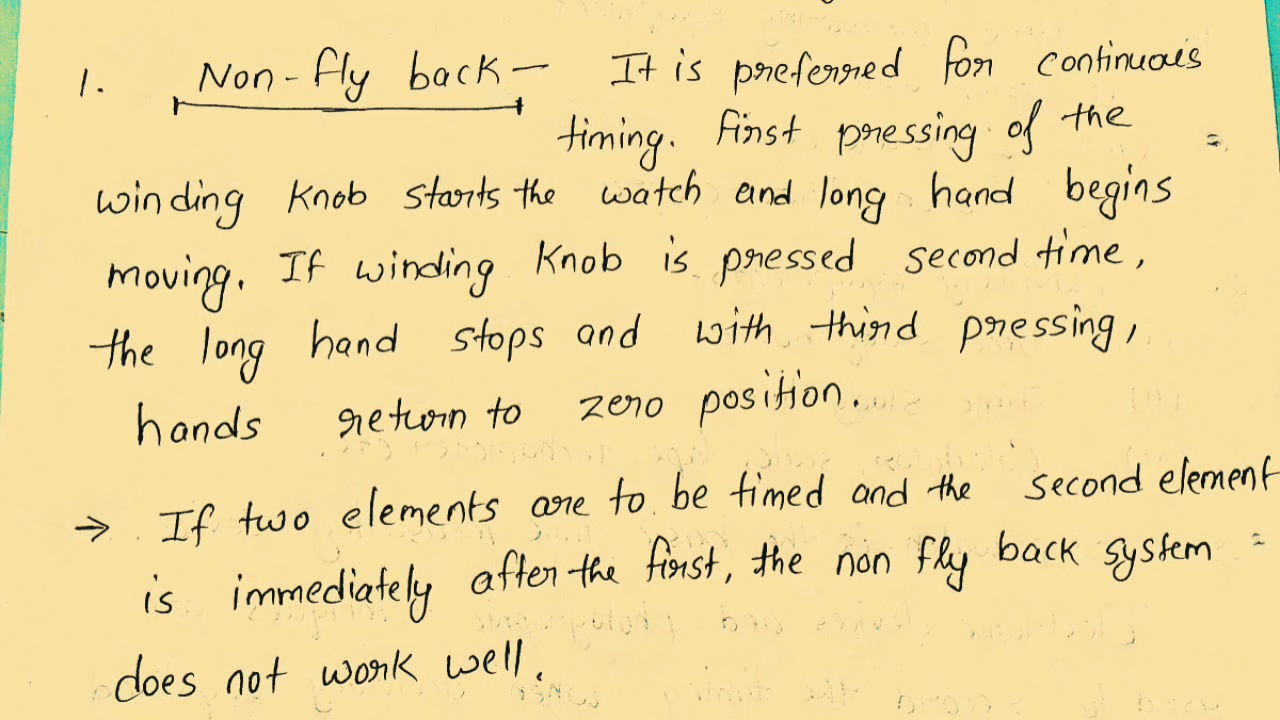 1. Non-fly back — It is preferred for continuous
timing. First pressing of the
winding knob starts the watch and long hand begins
moving. If winding knob is pressed second time,
the long hand stops and with third pressing,
hands return to zero position.
→ If two elements are to be timed and the second element
is immediately after the first, the non fly back system
does not work well.